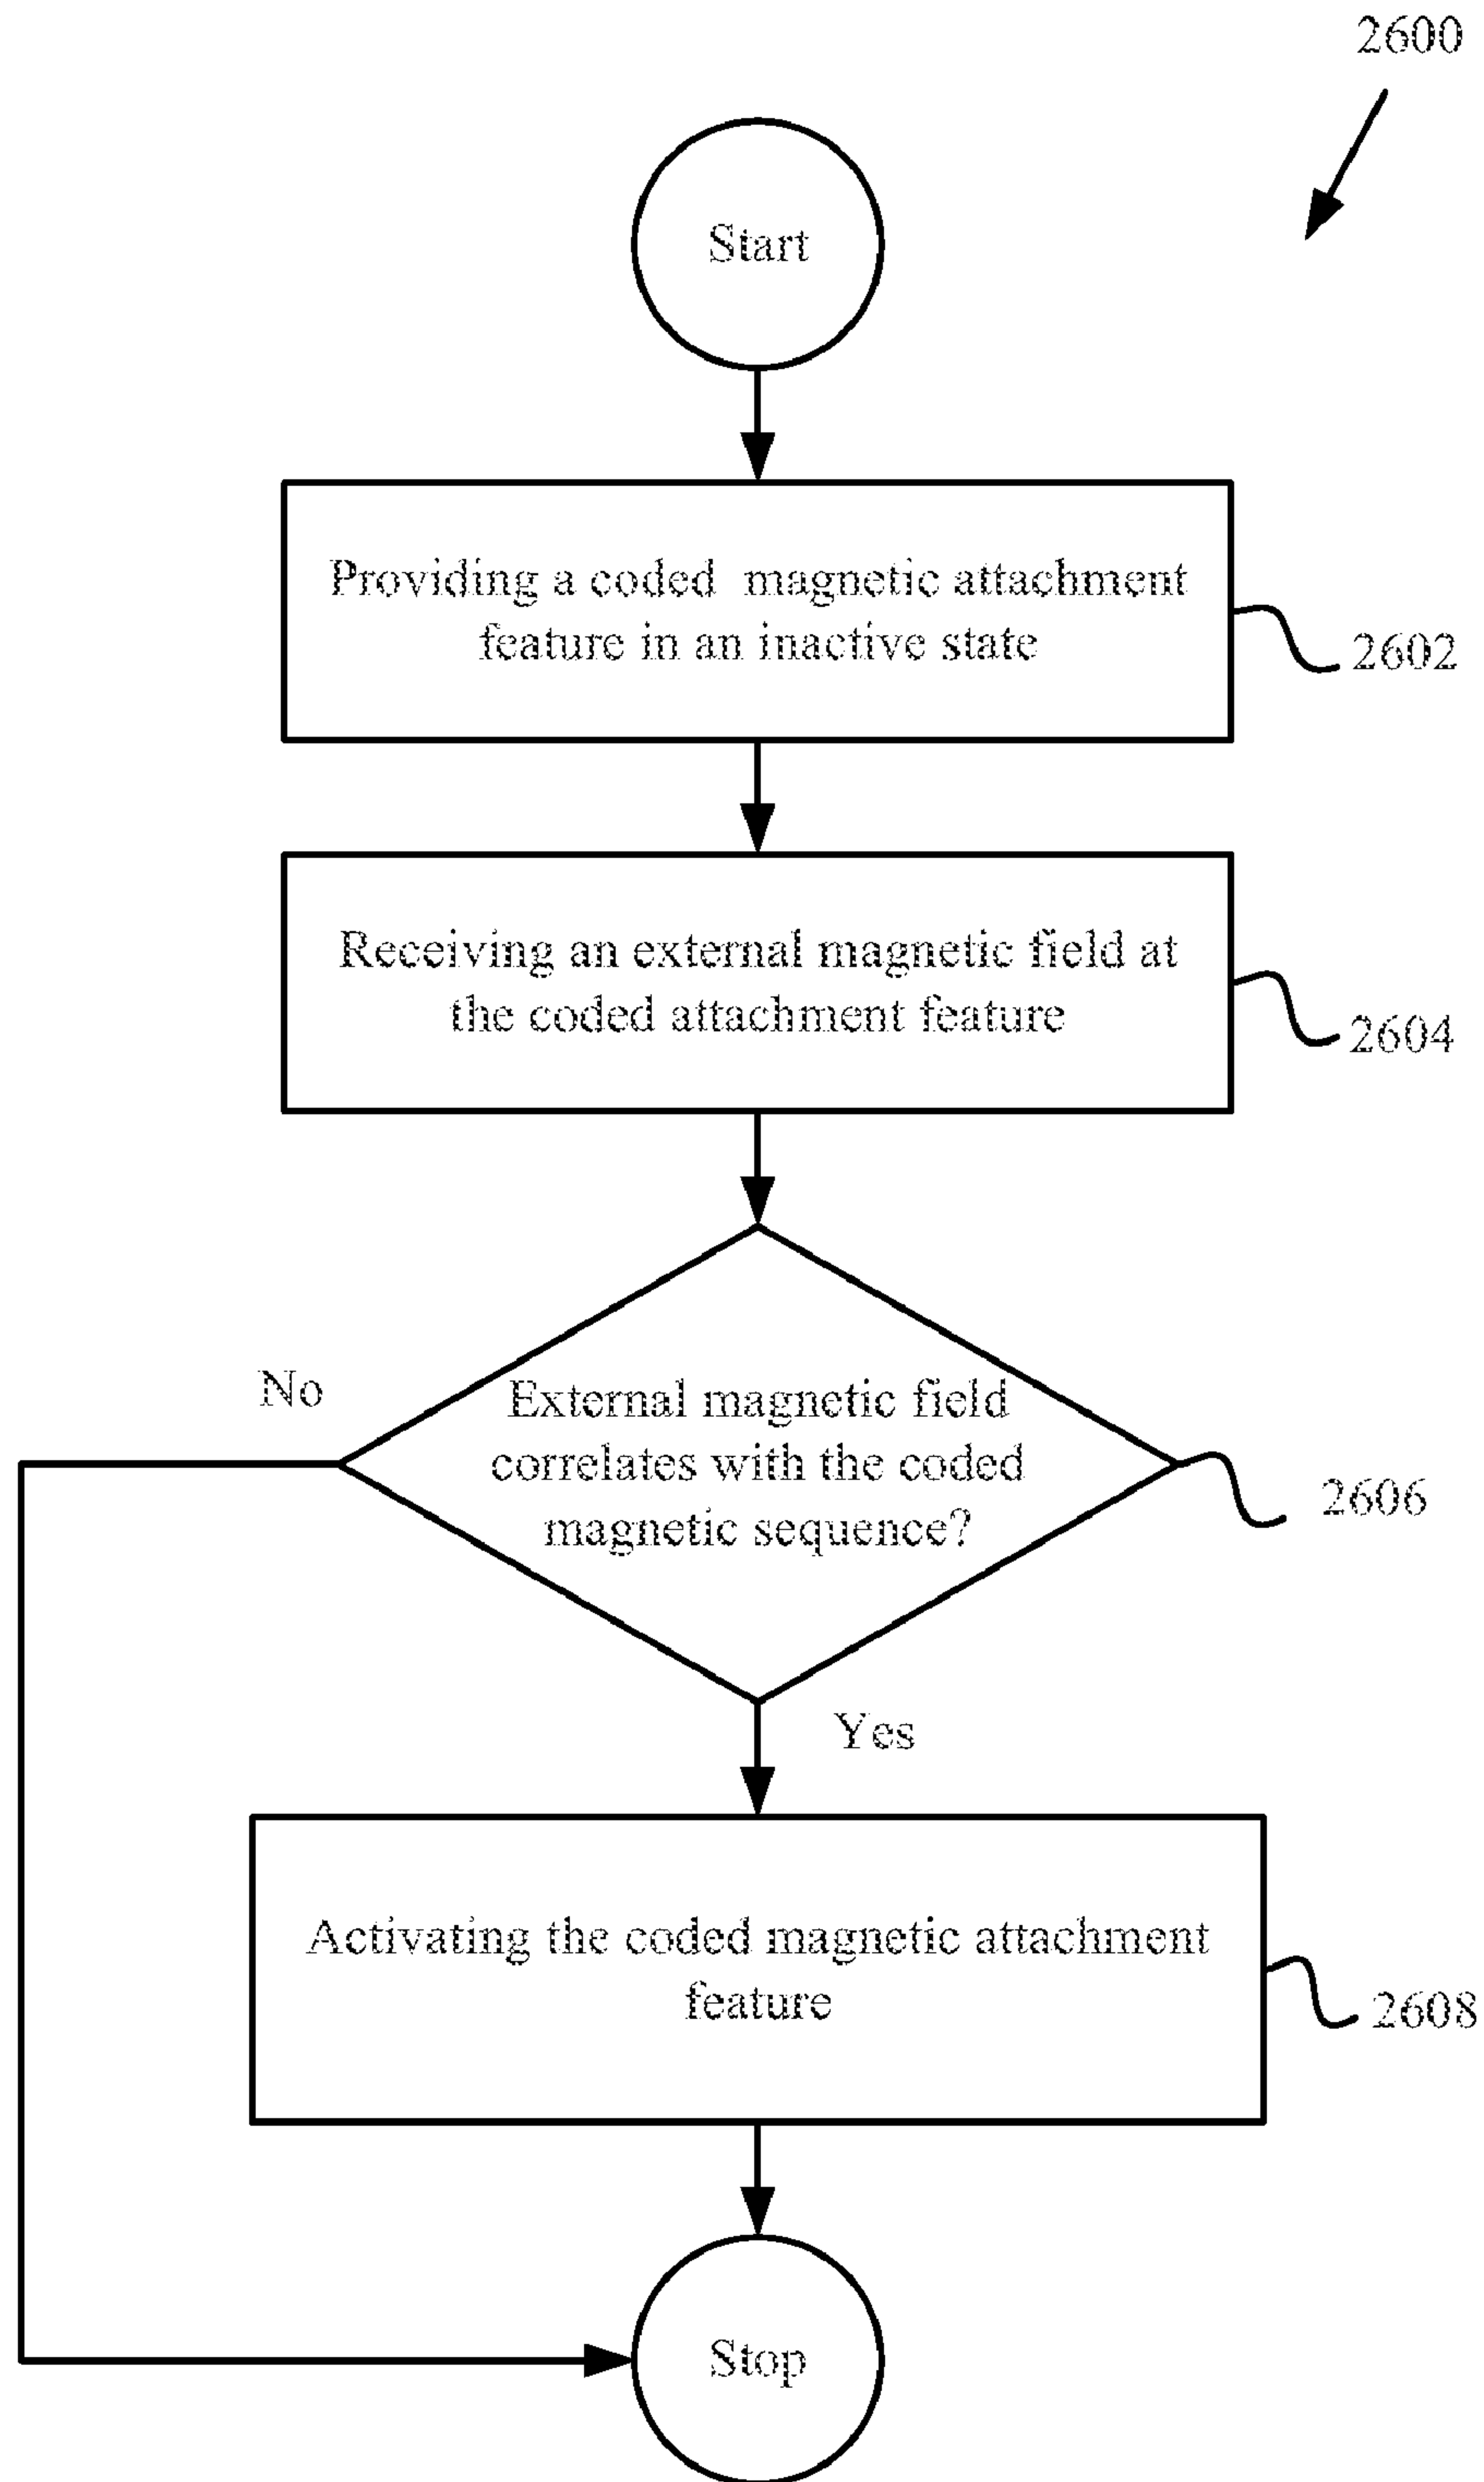 2600
Start
Providing a coded magnetic attachment
feature in an inactive state
2602
Receiving an external magnetic field at
the coded attachment feature
2604
No
External magnetic field
correlates with the coded
magnetic sequence?
2606
Yes
Activating the coded magnetic attachment
feature
2608
Stop